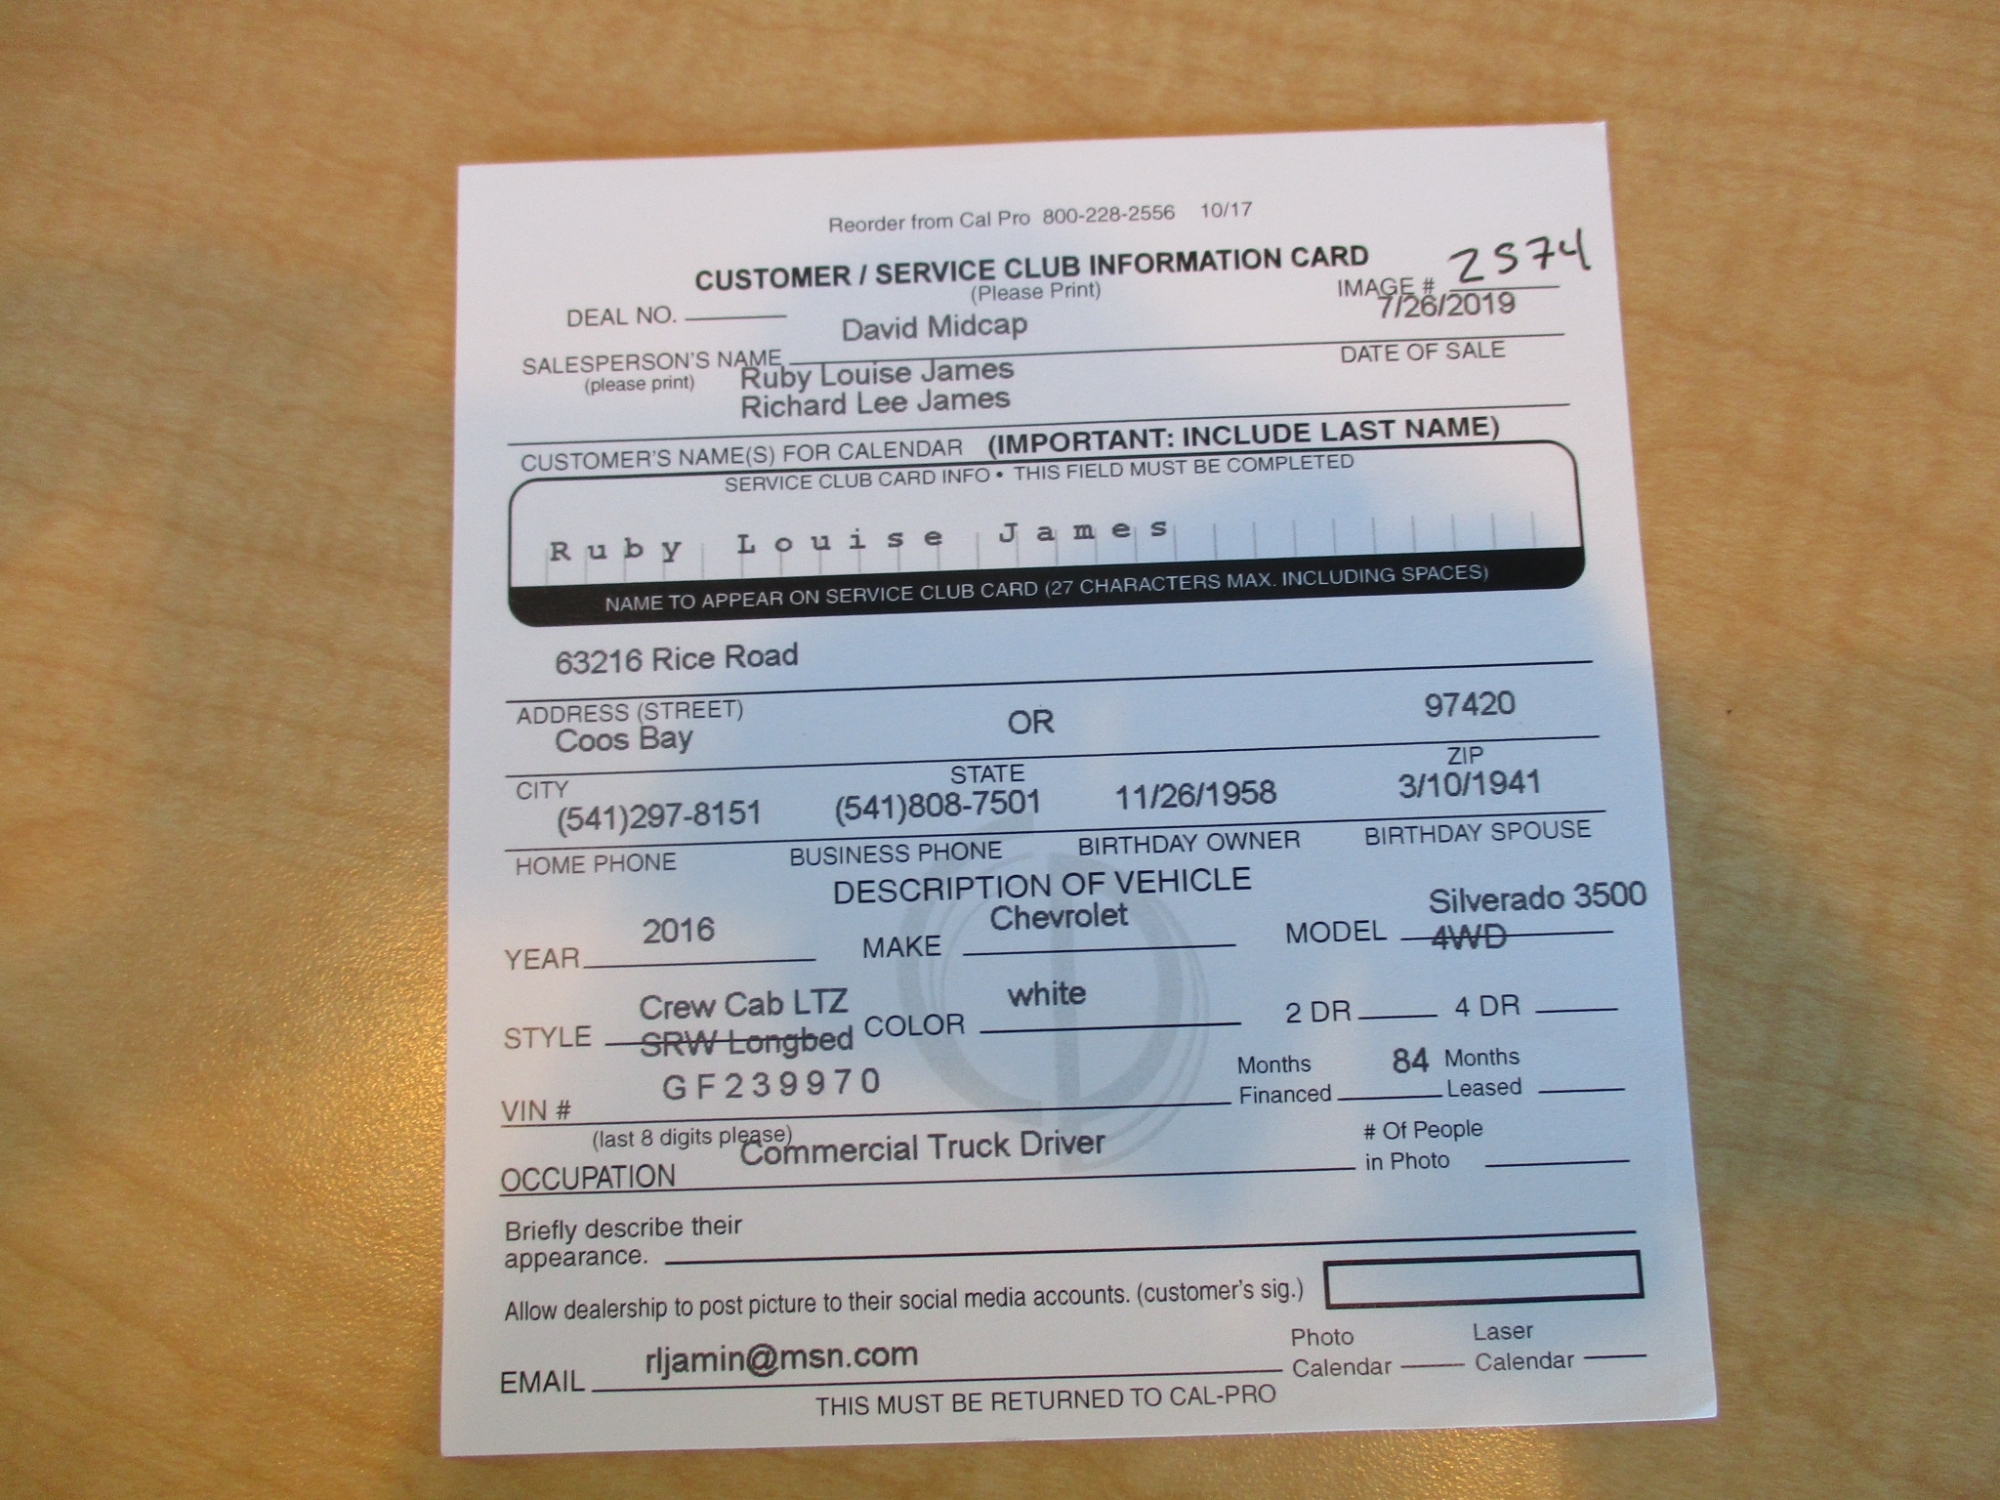 Reorder from Cal Pro 800-228-2556 10/17
CUSTOMER / SERVICE CLUB INFORMATION CARD
(Please Print)
IMAGE # 2574
DEAL NO.
David Midcap 7/26/2019
SALESPERSON'S NAME DATE OF SALE
(please print)
Ruby Louise James
Richard Lee James
CUSTOMER'S NAME(S) FOR CALENDAR (IMPORTANT: INCLUDE LAST NAME)
SERVICE CLUB CARD INFO • THIS FIELD MUST BE COMPLETED
Ruby Louise James
NAME TO APPEAR ON SERVICE CLUB CARD (27 CHARACTERS MAX. INCLUDING SPACES)
63216 Rice Road
ADDRESS (STREET)
Coos Bay OR 97420
CITY STATE ZIP
(541)297-8151 (541)808-7501 11/26/1958 3/10/1941
HOME PHONE BUSINESS PHONE BIRTHDAY OWNER BIRTHDAY SPOUSE
DESCRIPTION OF VEHICLE
YEAR 2016 MAKE Chevrolet MODEL Silverado 3500
4WD
STYLE Crew Cab LTZ COLOR white 2 DR 4 DR
SRW Longbed
VIN # GF239970 Months Financed 84 Months Leased
(last 8 digits please)
OCCUPATION Commercial Truck Driver # Of People in Photo
Briefly describe their
appearance.
Allow dealership to post picture to their social media accounts. (customer's sig.)
EMAIL rljamin@msn.com Photo Calendar Laser Calendar
THIS MUST BE RETURNED TO CAL-PRO